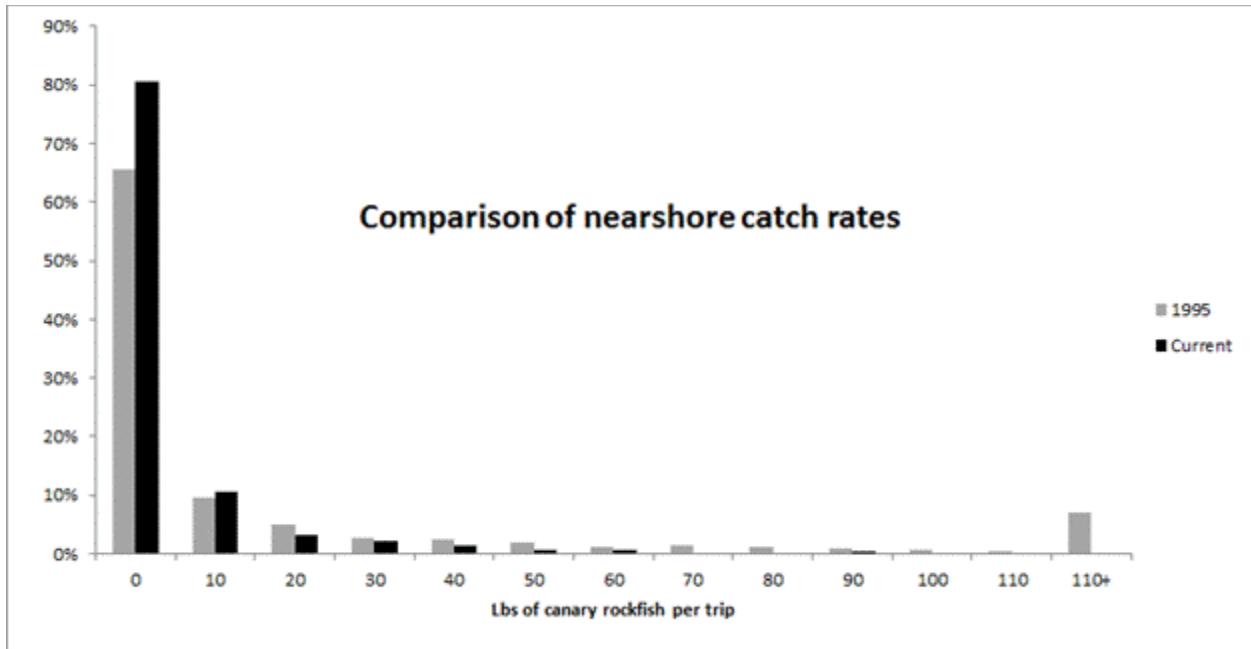 90%
80%
70%
60%
50%
40%
30%
20%
10%
0%
Comparison of nearshore catch rates
1995
Current
0 10 20 30 40 50 60 70 80 90 100 110 110+
Lbs of canary rockfish per trip